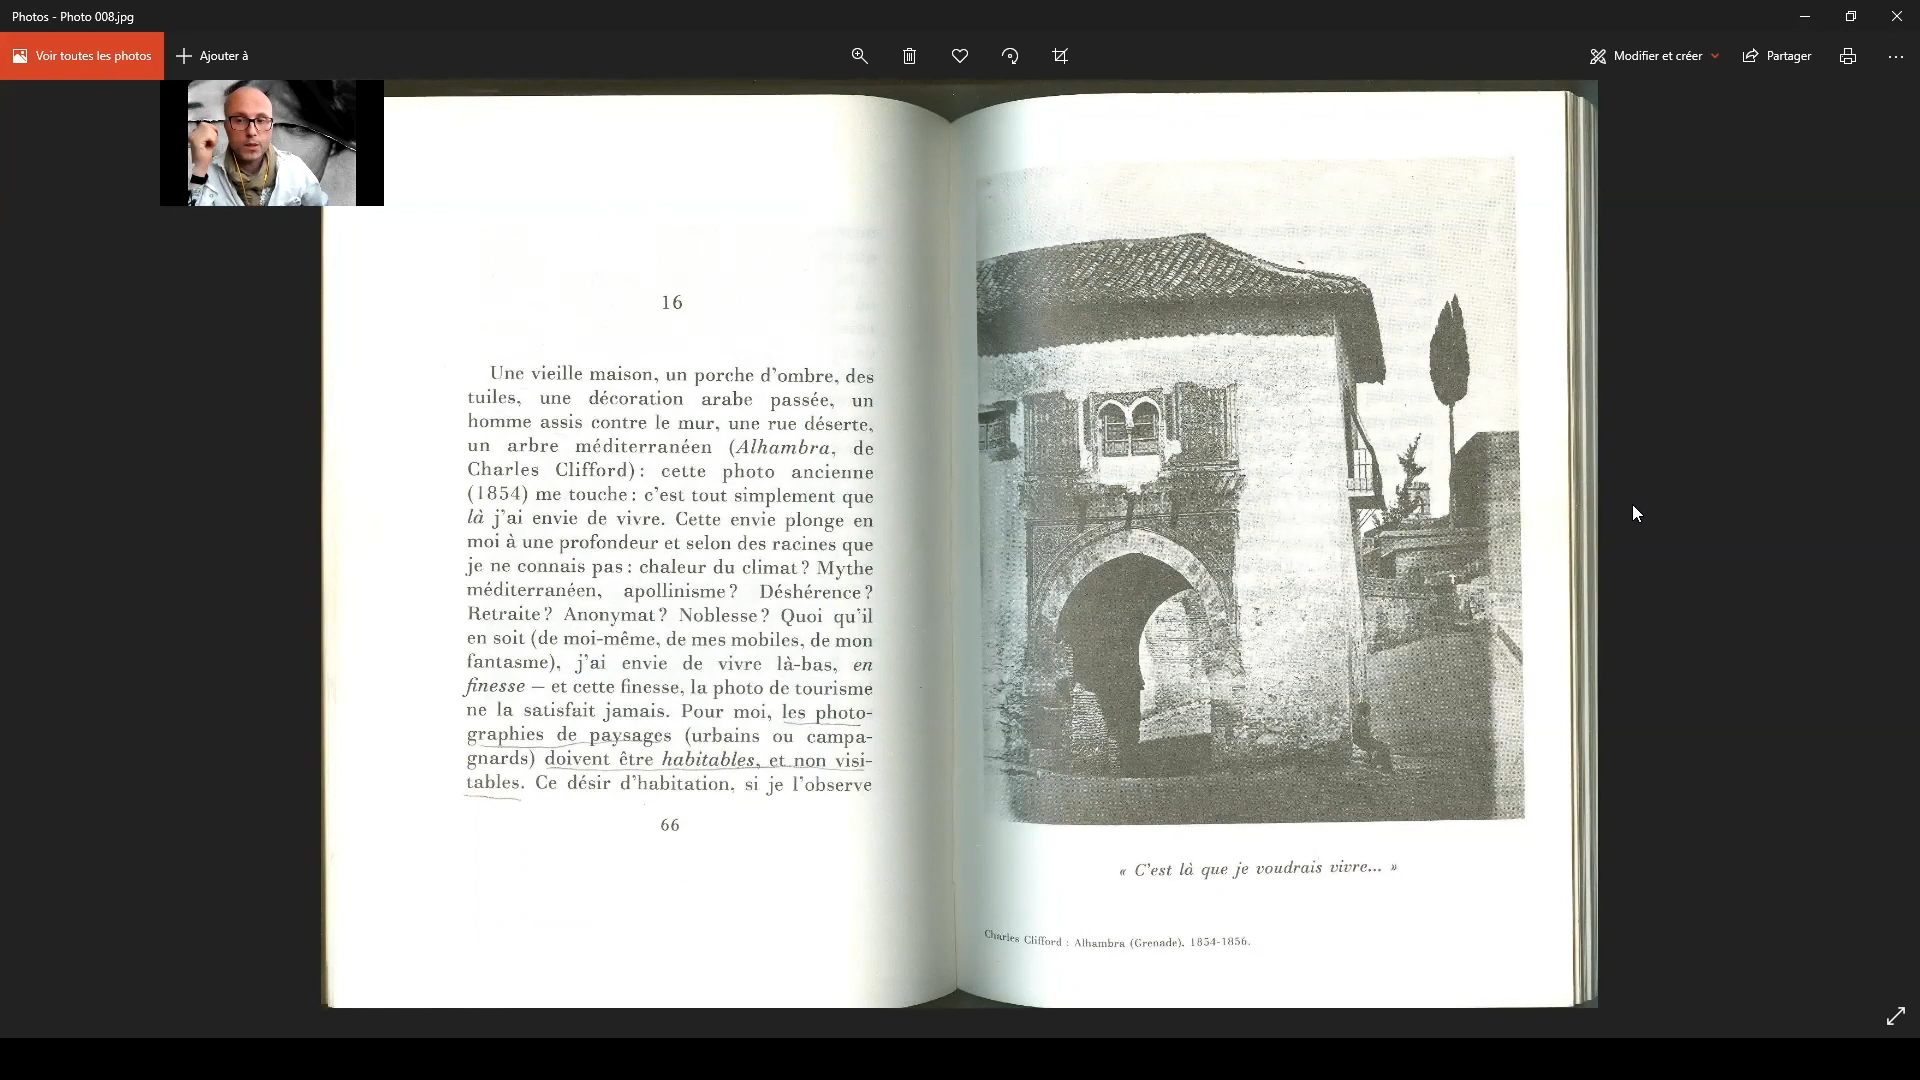 Photos - Photo 008.jpg
Voir toutes les photos
Ajouter à
Modifier et créer
Partager
16
Une vieille maison, un porche d'ombre, des
tuiles, une décoration arabe passée, un
homme assis contre le mur, une rue déserte,
un arbre méditerranéen (Alhambra, de
Charles Clifford) : cette photo ancienne
(1854) me touche : c'est tout simplement que
là j'ai envie de vivre. Cette envie plonge en
moi à une profondeur et selon des racines que
je ne connais pas : chaleur du climat ? Mythe
méditerranéen, apollinisme ? Déshérence ?
Retraite ? Anonymat ? Noblesse ? Quoi qu'il
en soit (de moi-même, de mes mobiles, de mon
fantasme), j'ai envie de vivre là-bas, en
finesse — et cette finesse, la photo de tourisme
ne la satisfait jamais. Pour moi, les photo-
graphies de paysages (urbains ou campa-
gnards) doivent être habitables, et non visi-
tables. Ce désir d'habitation, si je l'observe
66
« C'est là que je voudrais vivre... »
Charles Clifford : Alhambra (Grenade). 1854-1856.